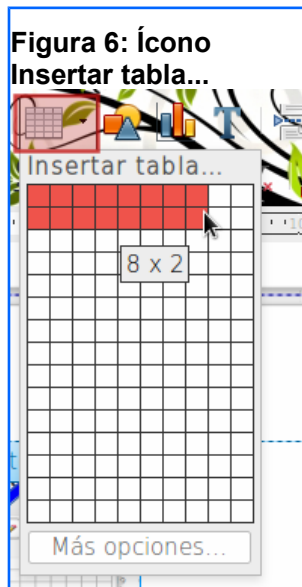 Figura 6: Ícono
Insertar tabla...
Insertar tabla...
8 x 2
Más opciones...